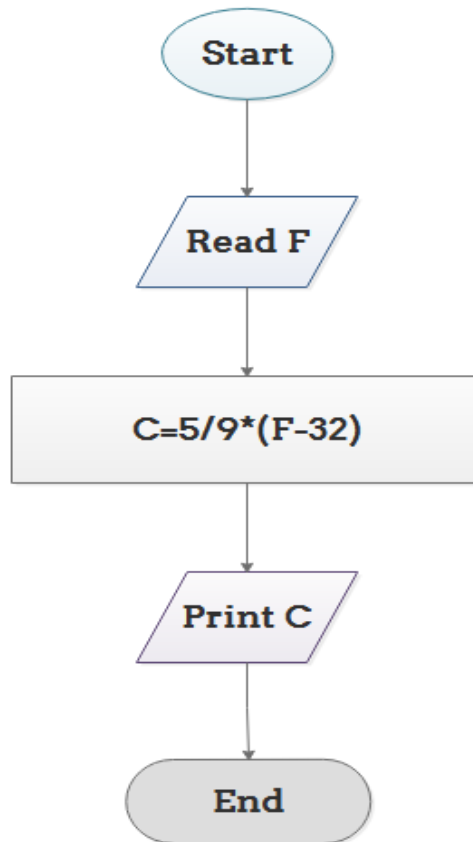 Start
Read F
C=5/9*(F-32)
Print C
End